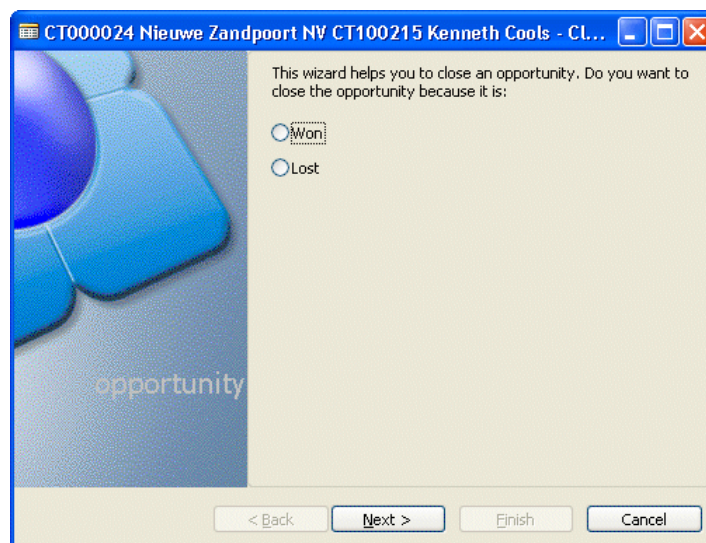 CT000024 Nieuwe Zandpoort NV CT100215 Kenneth Cools - Cl...
This wizard helps you to close an opportunity. Do you want to
close the opportunity because it is:
Won
Lost
opportunity
< Back Next > Finish Cancel